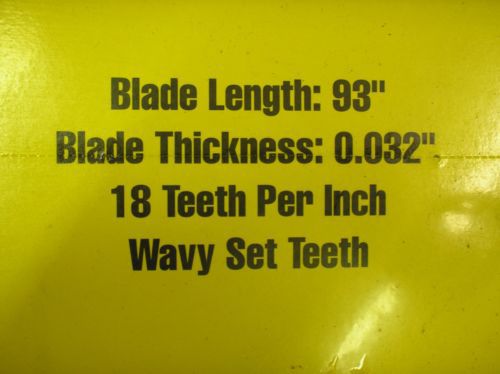 Blade Length: 93"
Blade Thickness: 0.032"
18 Teeth Per Inch
Wavy Set Teeth